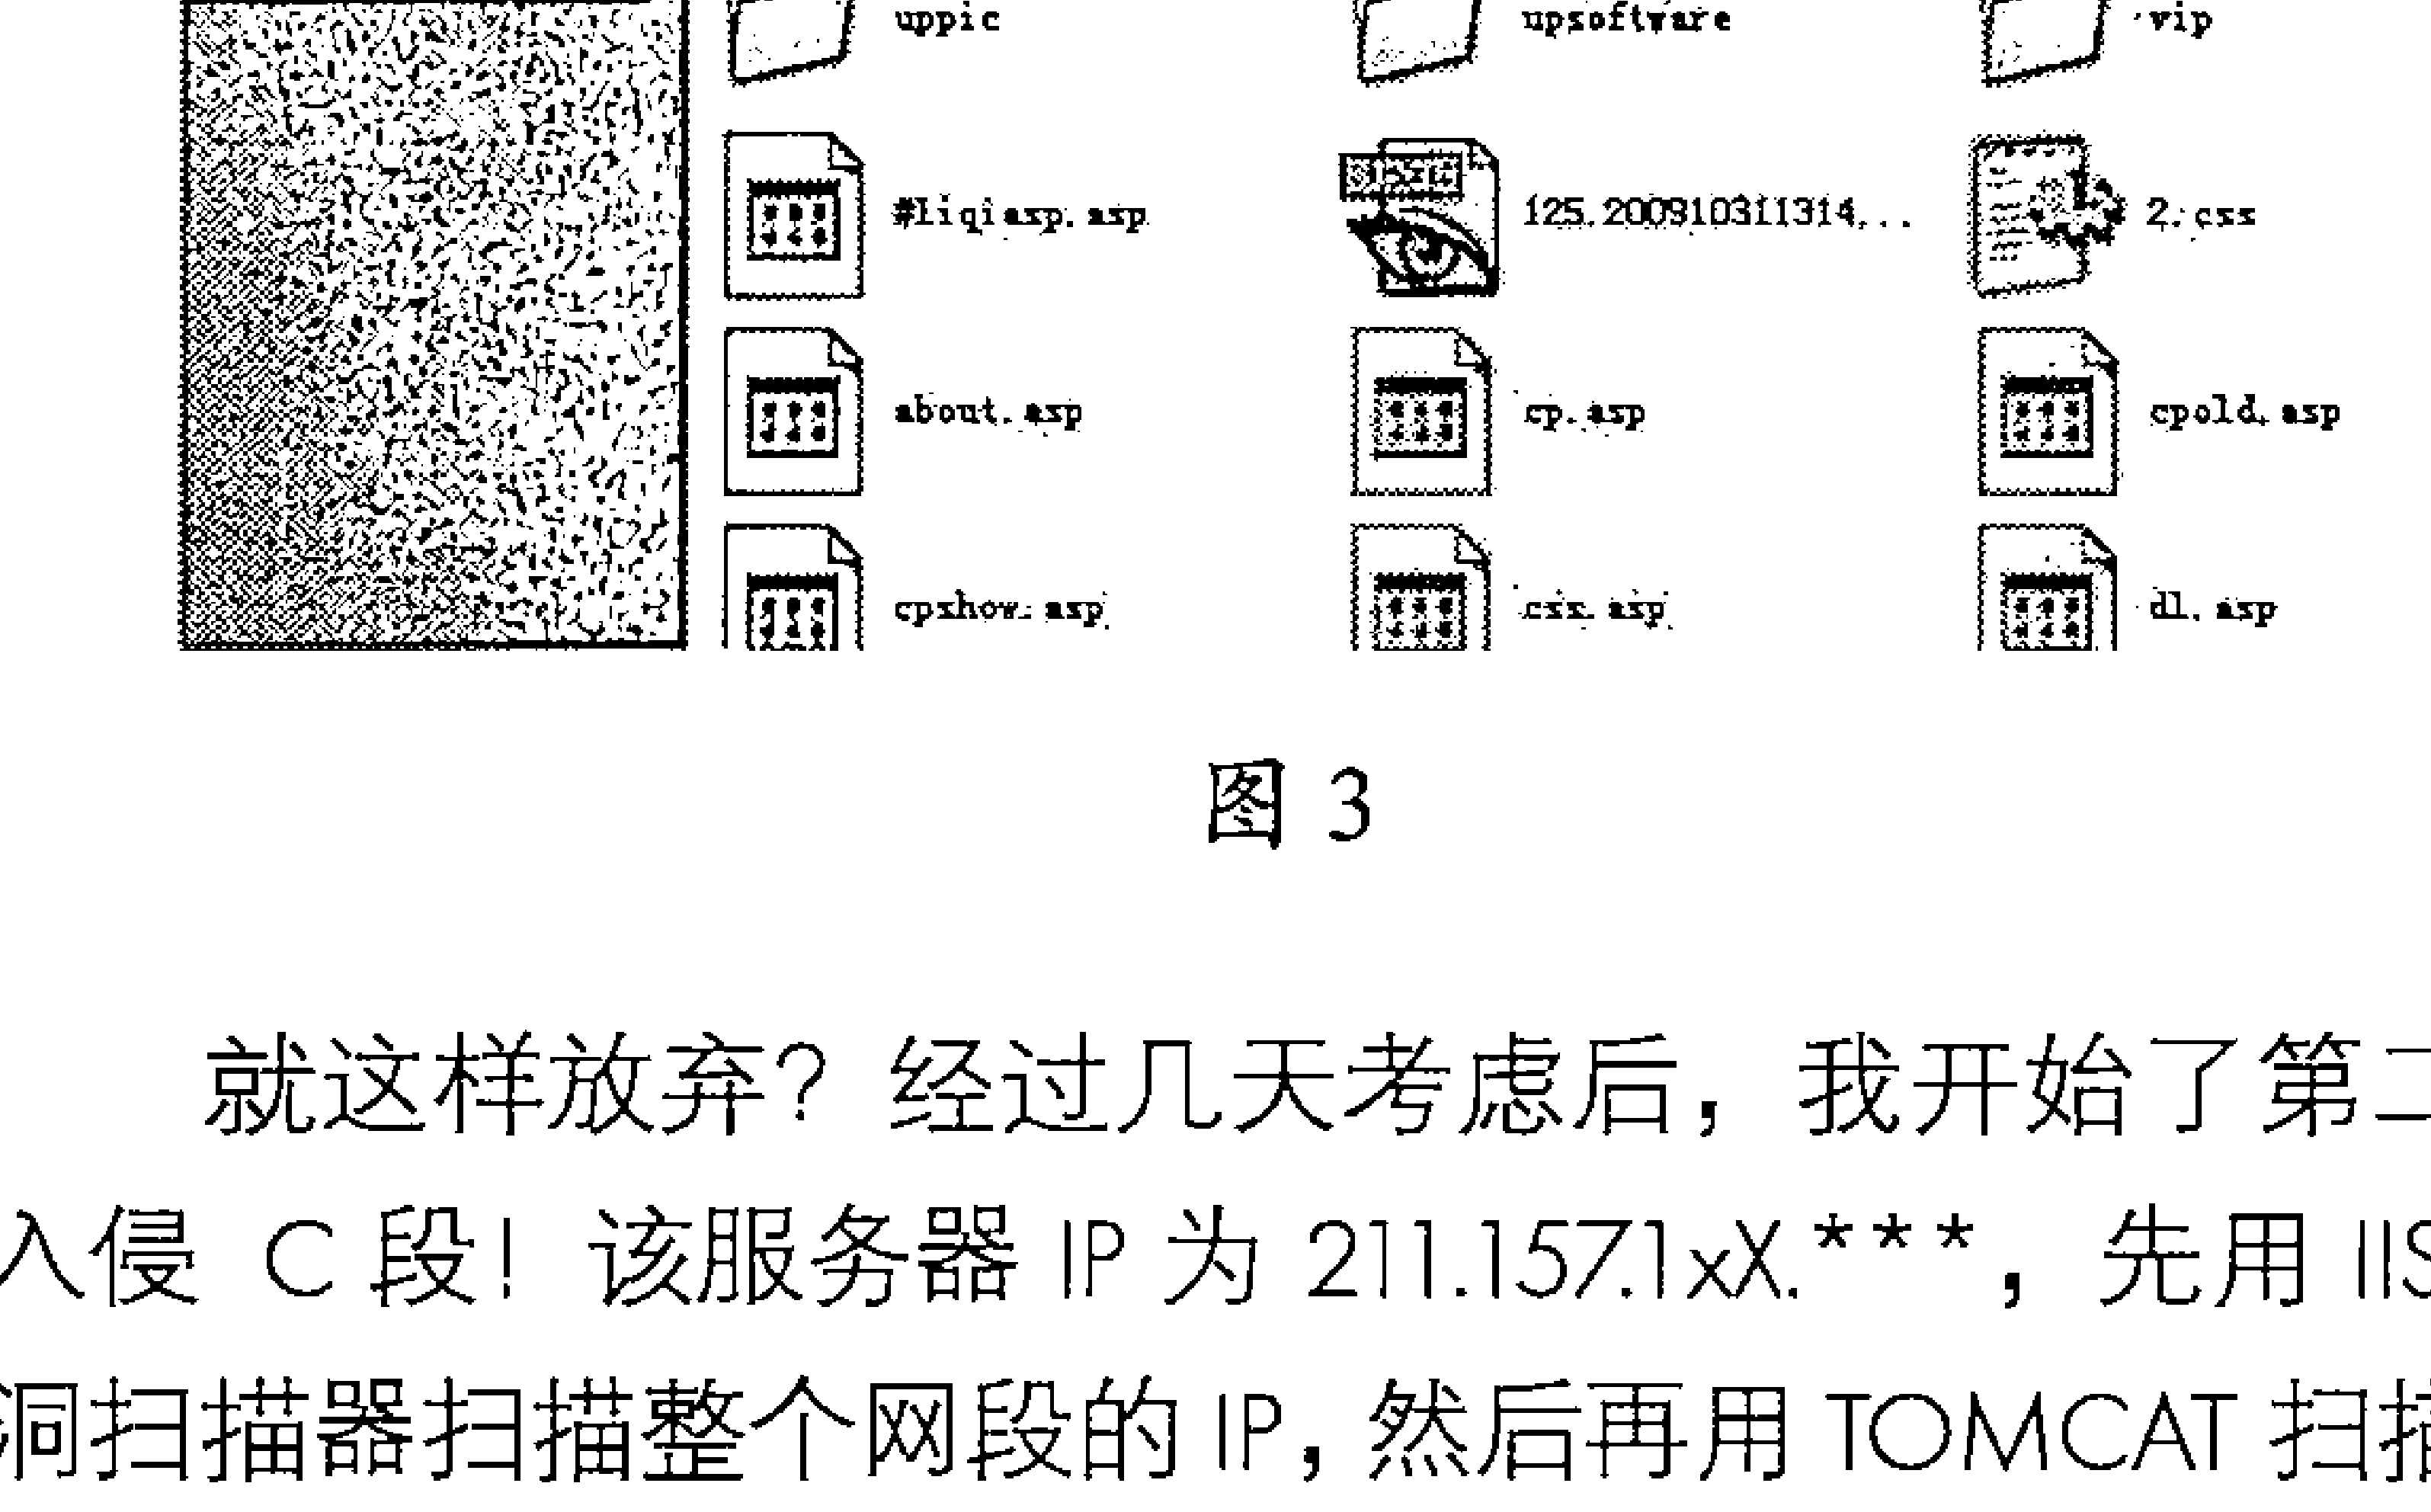 uppic upsoftware vip
#liqiasp.asp 125.200910311314... 2.css
about.asp cp.asp cpold.asp
cpshow.asp css.asp dl.asp
图 3
就这样放弃？经过几天考虑后，我开始了第二
入侵 C 段！该服务器 IP 为 211.157.1xX.***，先用 IIS
洞扫描器扫描整个网段的 IP，然后再用 TOMCAT 扫描